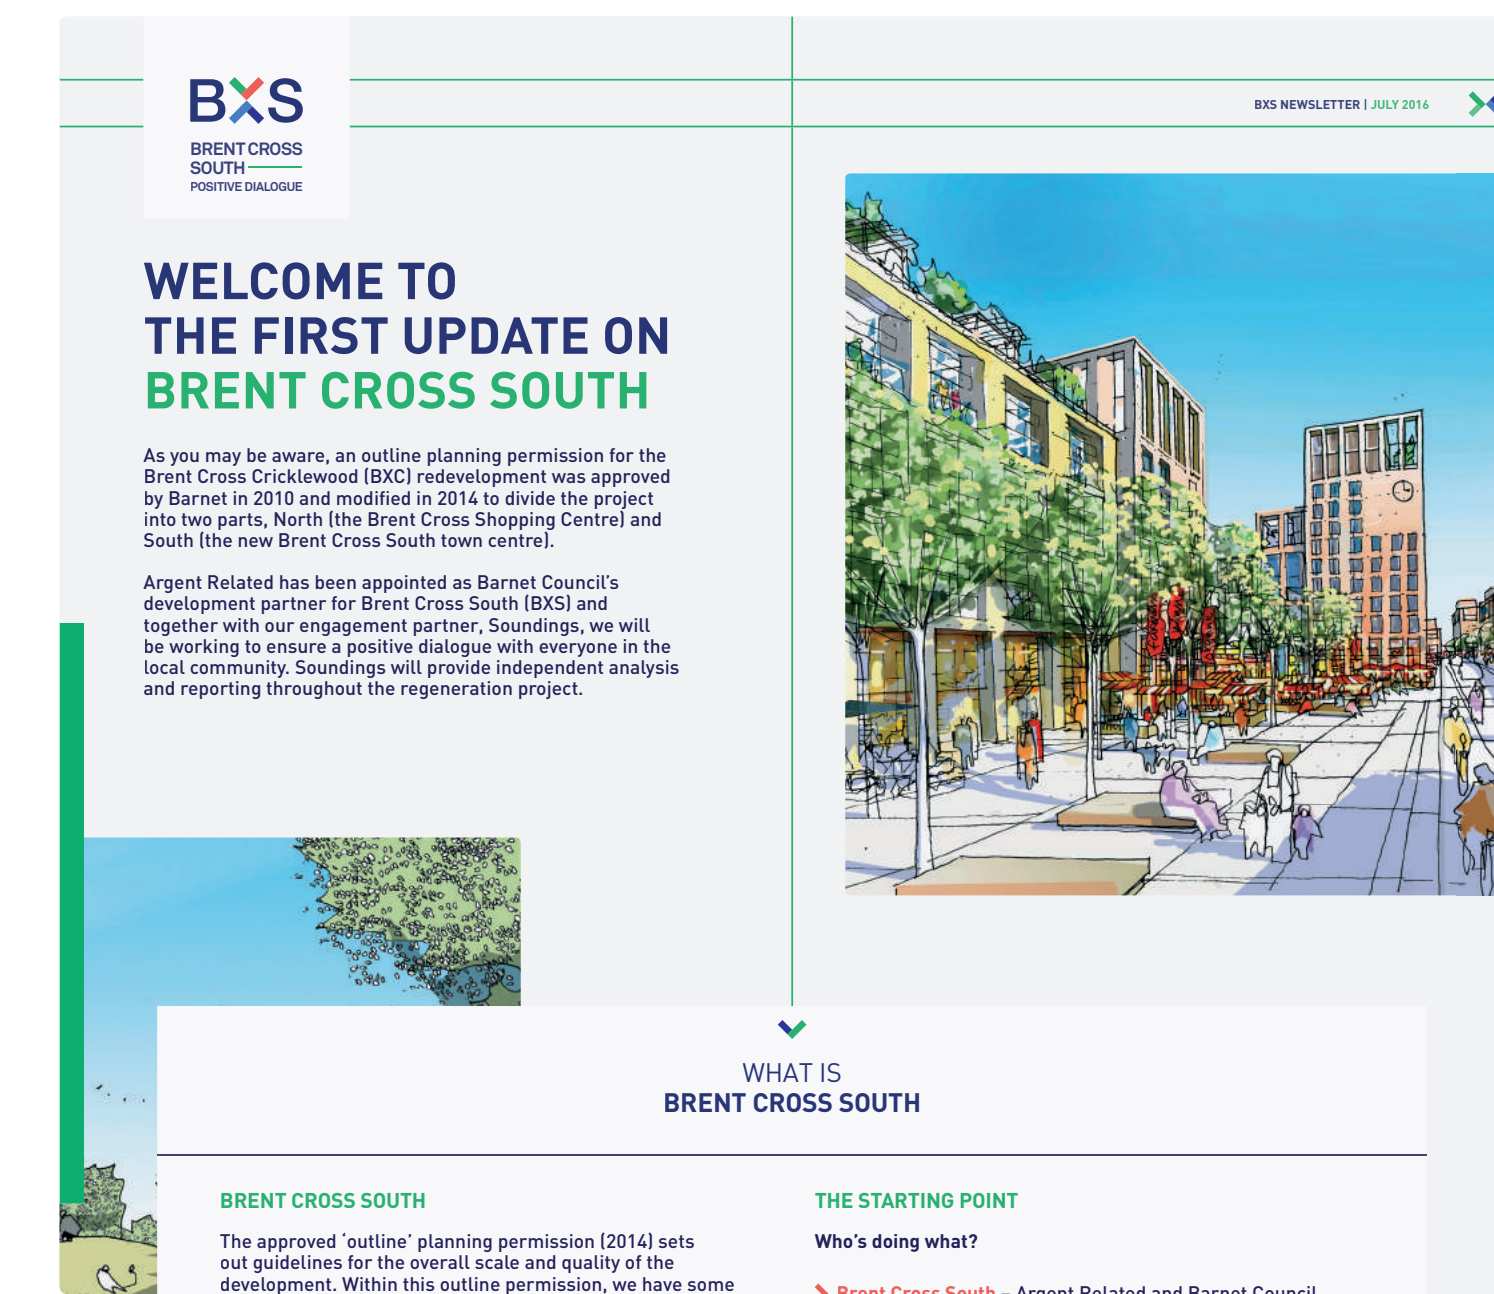 BXS
BRENT CROSS
SOUTH
POSITIVE DIALOGUE
BXS NEWSLETTER | JULY 2016
WELCOME TO
THE FIRST UPDATE ON
BRENT CROSS SOUTH
As you may be aware, an outline planning permission for the
Brent Cross Cricklewood (BXC) redevelopment was approved
by Barnet in 2010 and modified in 2014 to divide the project
into two parts, North (the Brent Cross Shopping Centre) and
South (the new Brent Cross South town centre).
Argent Related has been appointed as Barnet Council’s
development partner for Brent Cross South (BXS) and
together with our engagement partner, Soundings, we will
be working to ensure a positive dialogue with everyone in the
local community. Soundings will provide independent analysis
and reporting throughout the regeneration project.
WHAT IS
BRENT CROSS SOUTH
BRENT CROSS SOUTH
The approved ‘outline’ planning permission (2014) sets
out guidelines for the overall scale and quality of the
development. Within this outline permission, we have some
THE STARTING POINT
Who’s doing what?
Brent Cross South – Argent Related and Barnet Council